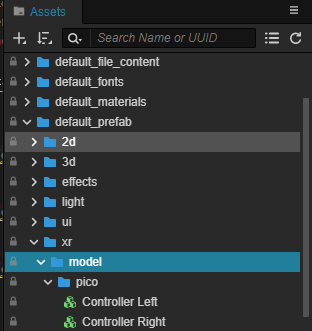 Assets
Search Name or UUID
default_file_content
default_fonts
default_materials
default_prefab
2d
3d
effects
light
ui
xr
model
pico
Controller Left
Controller Right